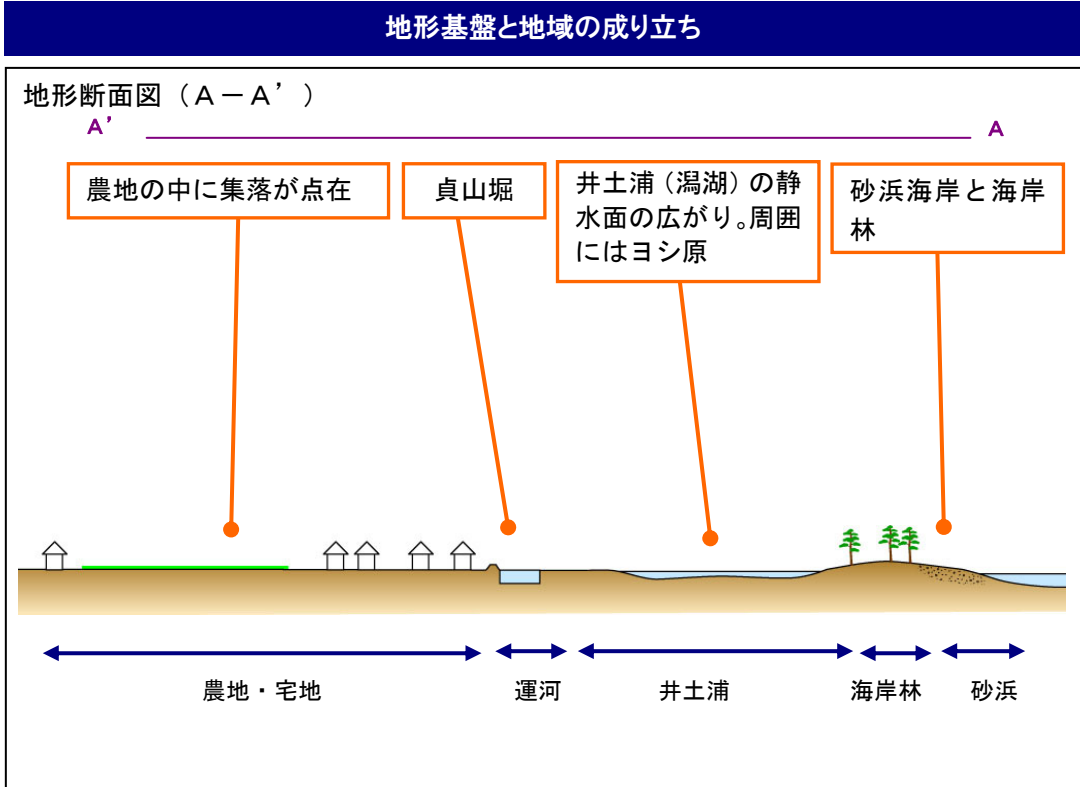 地形基盤と地域の成り立ち
地形断面図（A－A’）
A’
A
農地の中に集落が点在
貞山堀
井土浦（潟湖）の静
水面の広がり。周囲
にはヨシ原
砂浜海岸と海岸
林
農地・宅地
運河
井土浦
海岸林
砂浜